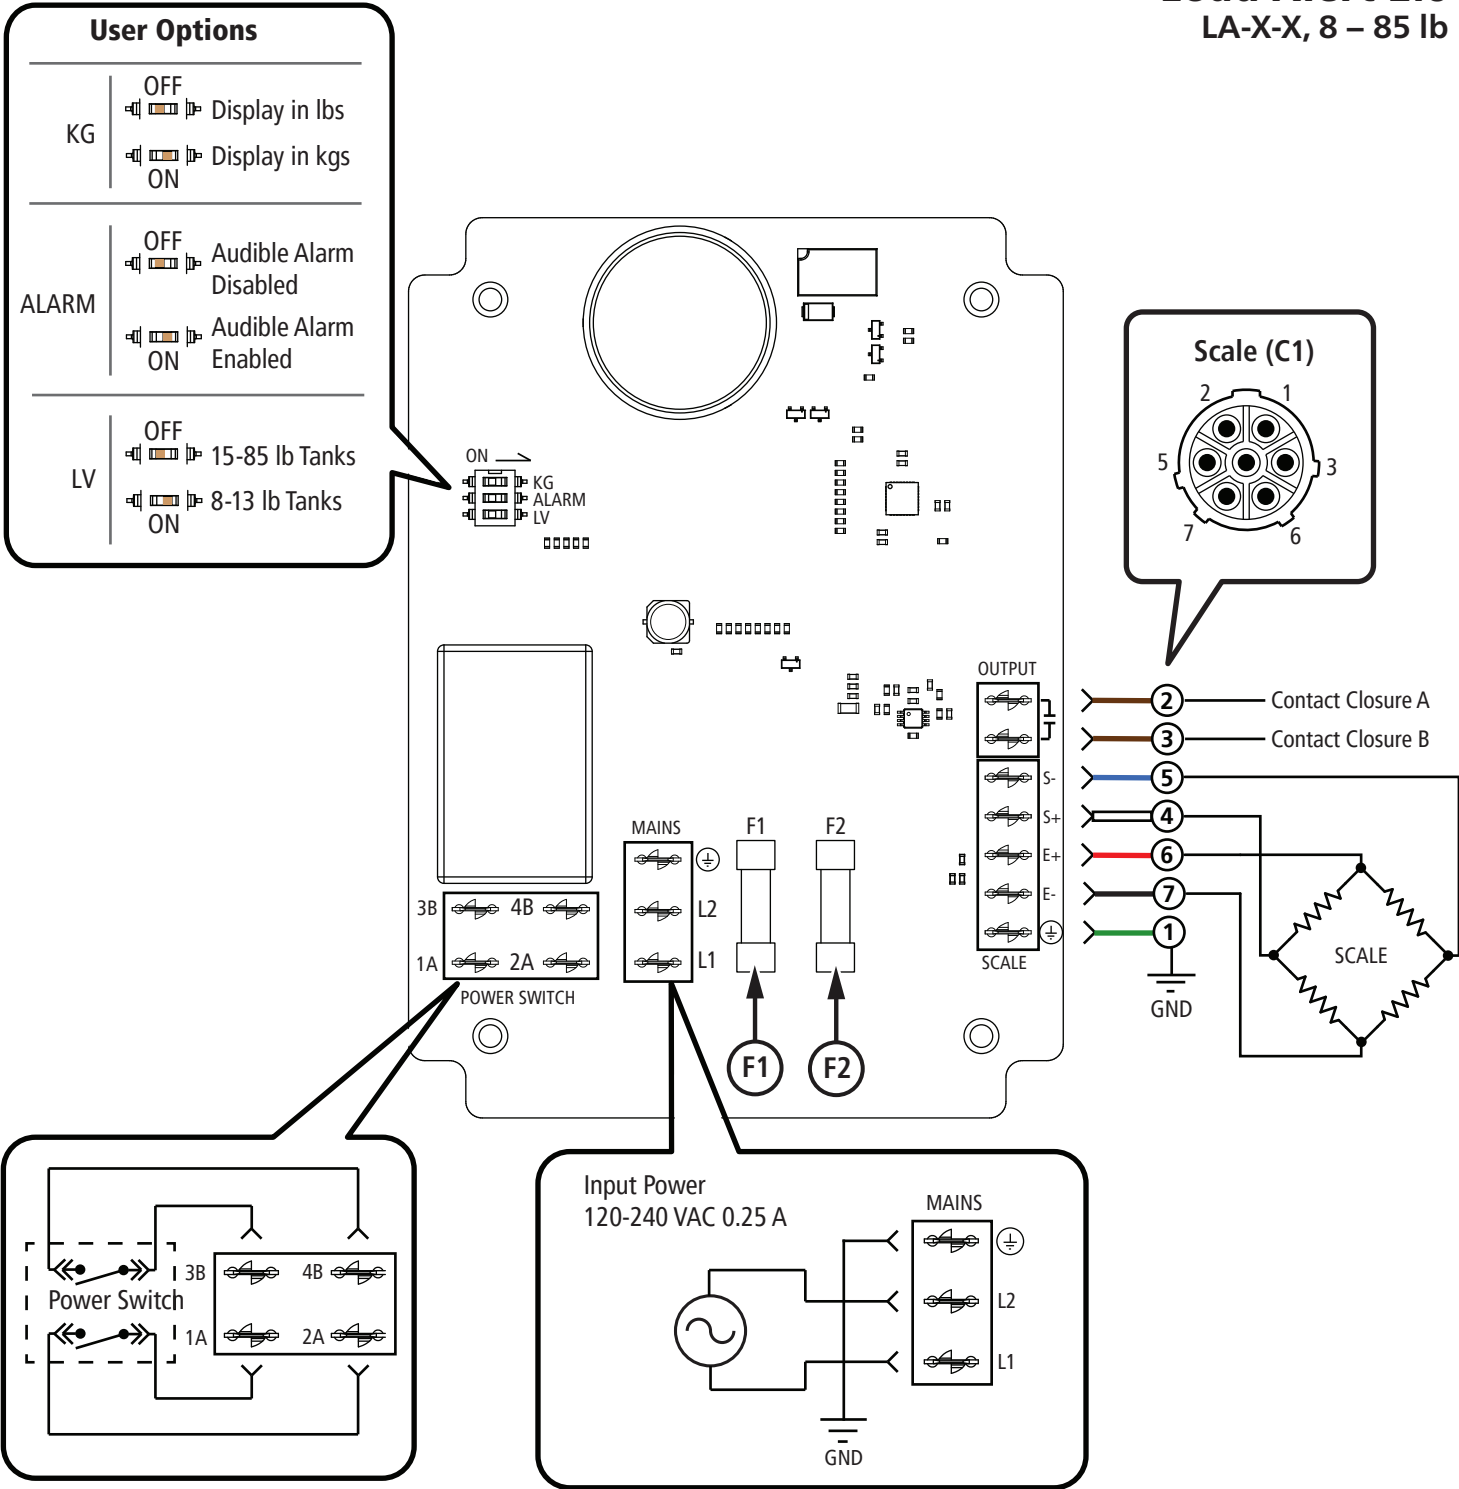 LA-X-X, 8 – 85 lb
User Options
KG
OFF
Display in lbs
Display in kgs
ON
ALARM
OFF
Audible Alarm
Disabled
Audible Alarm
Enabled
ON
LV
OFF
15-85 lb Tanks
8-13 lb Tanks
ON
ON
KG
ALARM
LV
Scale (C1)
2 1
5 3
7 6
OUTPUT
2 Contact Closure A
3 Contact Closure B
S- 5
S+ 4
E+ 6
E- 7
1
SCALE
GND
SCALE
MAINS
L2
L1
F1 F2
3B 4B
1A 2A
POWER SWITCH
F1 F2
Power Switch
3B 4B
1A 2A
Input Power
120-240 VAC 0.25 A
MAINS
L2
L1
GND